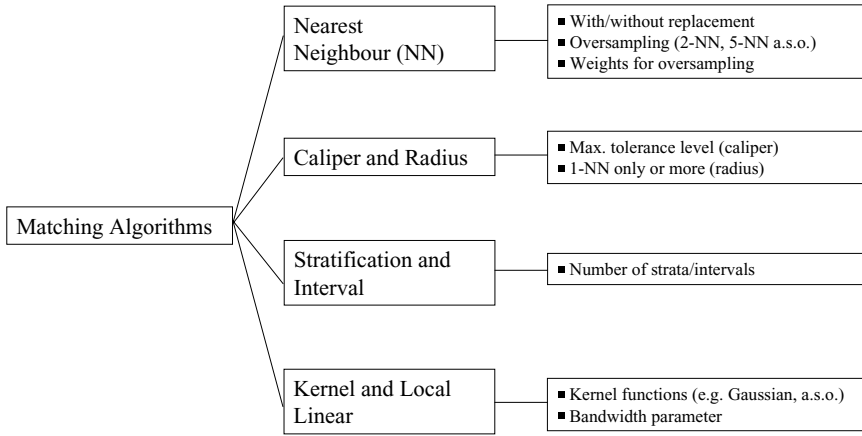 Nearest
Neighbour (NN)
■ With/without replacement
■ Oversampling (2-NN, 5-NN a.s.o.)
■ Weights for oversampling
Caliper and Radius
■ Max. tolerance level (caliper)
■ 1-NN only or more (radius)
Matching Algorithms
Stratification and
Interval
■ Number of strata/intervals
Kernel and Local
Linear
■ Kernel functions (e.g. Gaussian, a.s.o.)
■ Bandwidth parameter